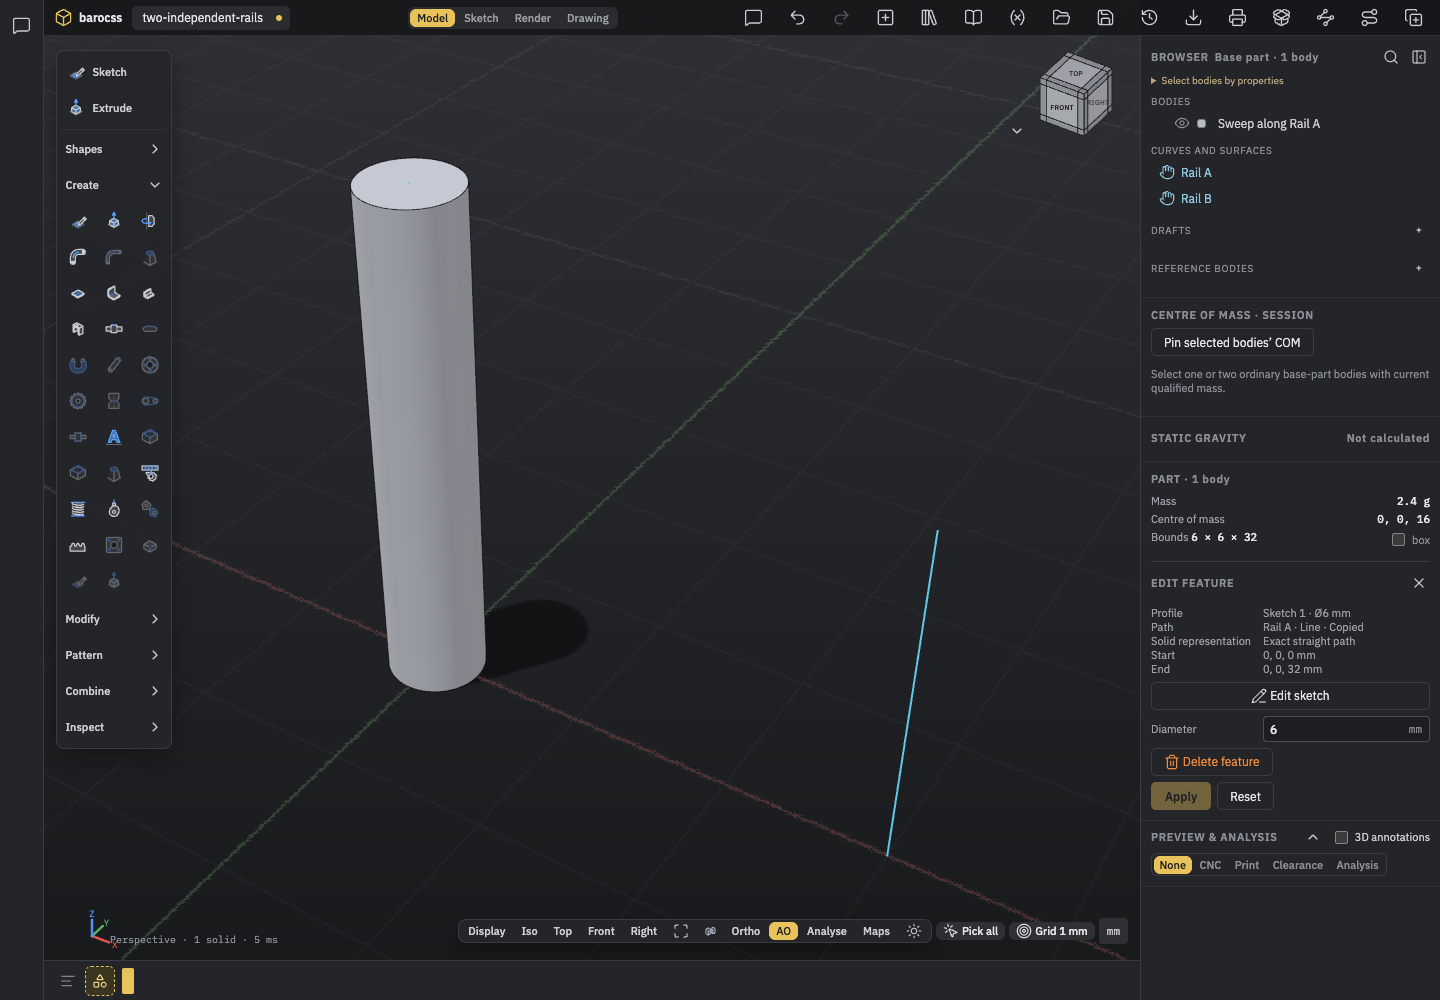 barocss
two-independent-rails
Model
Sketch
Render
Drawing
Sketch
Extrude
Shapes
Create
Modify
Pattern
Combine
Inspect
TOP
FRONT
RIGHT
BROWSER Base part · 1 body
Select bodies by properties
BODIES
Sweep along Rail A
CURVES AND SURFACES
Rail A
Rail B
DRAFTS +
REFERENCE BODIES +
CENTRE OF MASS · SESSION
Pin selected bodies’ COM
Select one or two ordinary base-part bodies with current
qualified mass.
STATIC GRAVITY Not calculated
PART · 1 body
Mass 2.4 g
Centre of mass 0, 0, 16
Bounds 6 × 6 × 32 box
EDIT FEATURE
Profile Sketch 1 · Ø6 mm
Path Rail A · Line · Copied
Solid representation Exact straight path
Start 0, 0, 0 mm
End 0, 0, 32 mm
Edit sketch
Diameter 6 mm
Delete feature
Apply Reset
PREVIEW & ANALYSIS 3D annotations
None CNC Print Clearance Analysis
Z
Y
X
Perspective · 1 solid · 5 ms
Display Iso Top Front Right Ortho AO Analyse Maps Pick all Grid 1 mm mm